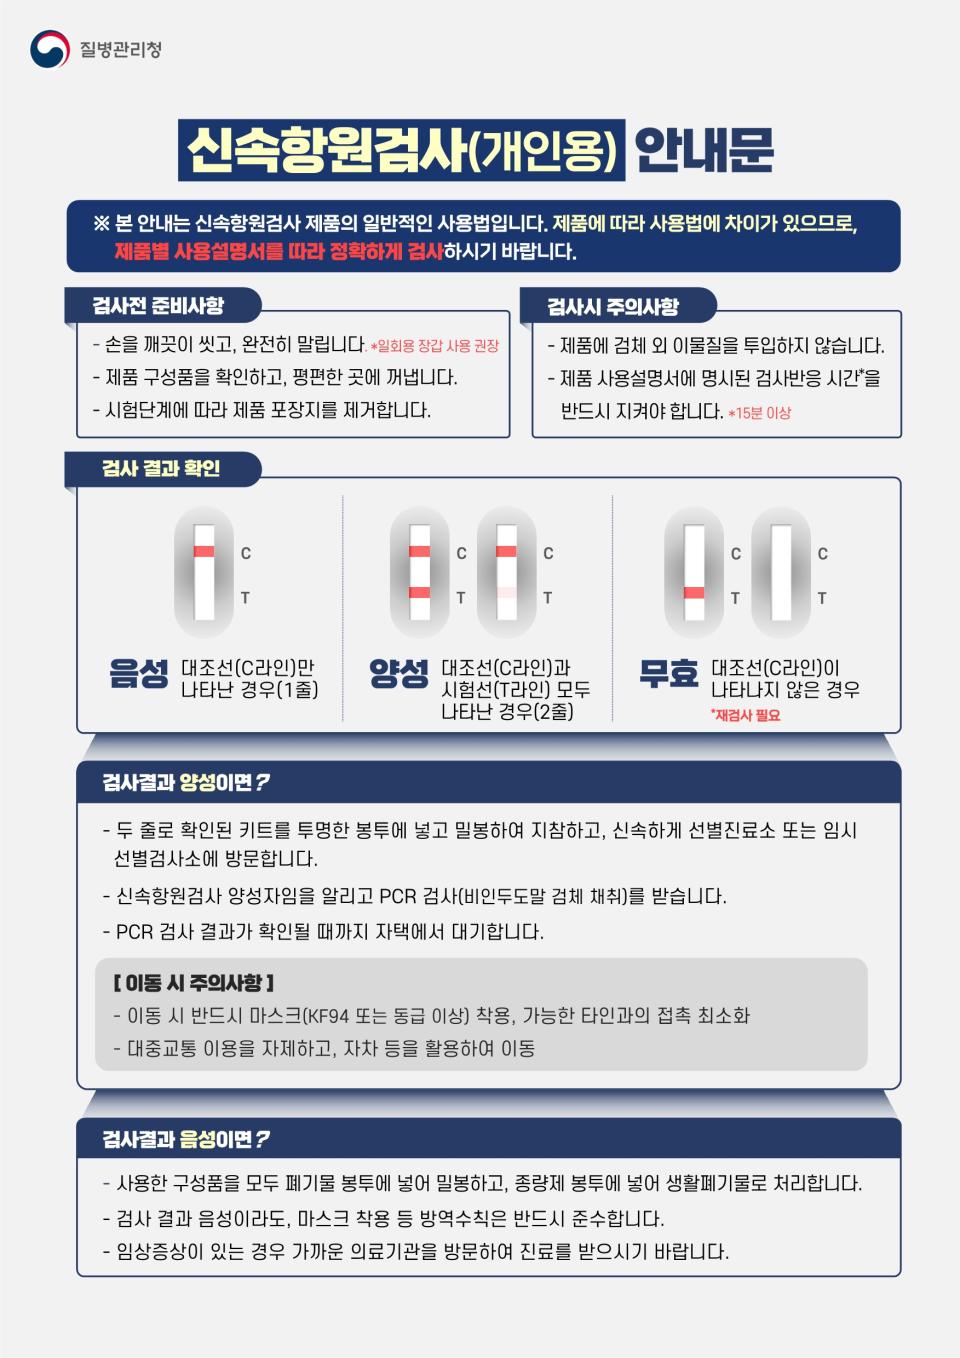 질병관리청
신속항원검사(개인용) 안내문
※ 본 안내는 신속항원검사 제품의 일반적인 사용법입니다. 제품에 따라 사용법에 차이가 있으므로,
제품별 사용설명서를 따라 정확하게 검사하시기 바랍니다.
검사전 준비사항
- 손을 깨끗이 씻고, 완전히 말립니다. *일회용 장갑 사용 권장
- 제품 구성품을 확인하고, 평편한 곳에 꺼냅니다.
- 시험단계에 따라 제품 포장지를 제거합니다.
검사시 주의사항
- 제품에 검체 외 이물질을 투입하지 않습니다.
- 제품 사용설명서에 명시된 검사반응 시간*을
반드시 지켜야 합니다. *15분 이상
검사 결과 확인
C
T
음성 대조선(C라인)만
나타난 경우(1줄)
C
T
C
T
양성 대조선(C라인)과
시험선(T라인) 모두
나타난 경우(2줄)
C
T
C
T
무효 대조선(C라인)이
나타나지 않은 경우
*재검사 필요
검사결과 양성이면?
- 두 줄로 확인된 키트를 투명한 봉투에 넣고 밀봉하여 지참하고, 신속하게 선별진료소 또는 임시
선별검사소에 방문합니다.
- 신속항원검사 양성자임을 알리고 PCR 검사(비인두도말 검체 채취)를 받습니다.
- PCR 검사 결과가 확인될 때까지 자택에서 대기합니다.
[ 이동 시 주의사항 ]
- 이동 시 반드시 마스크(KF94 또는 동급 이상) 착용, 가능한 타인과의 접촉 최소화
- 대중교통 이용을 자제하고, 자차 등을 활용하여 이동
검사결과 음성이면?
- 사용한 구성품을 모두 폐기물 봉투에 넣어 밀봉하고, 종량제 봉투에 넣어 생활폐기물로 처리합니다.
- 검사 결과 음성이라도, 마스크 착용 등 방역수칙은 반드시 준수합니다.
- 임상증상이 있는 경우 가까운 의료기관을 방문하여 진료를 받으시기 바랍니다.